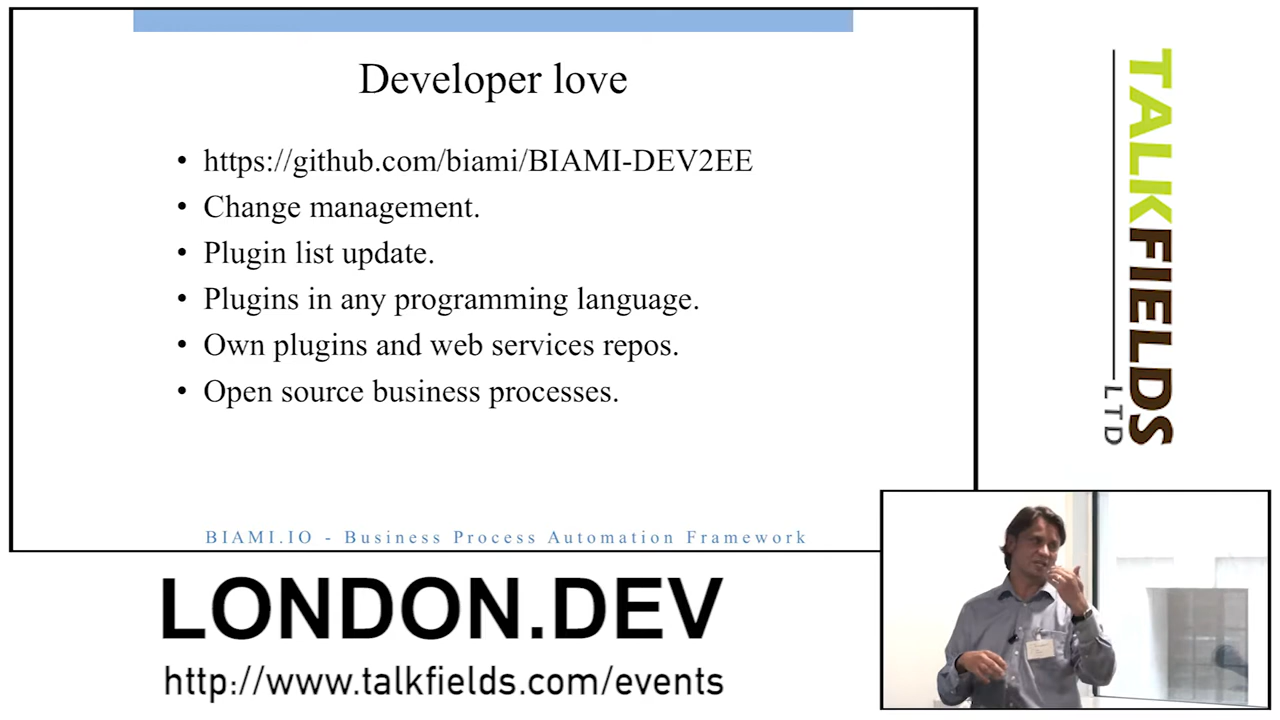 Developer love
• https://github.com/biami/BIAMI-DEV2EE
• Change management.
• Plugin list update.
• Plugins in any programming language.
• Own plugins and web services repos.
• Open source business processes.
BIAMI.IO - Business Process Automation Framework
TALKFIELDS
LTD
LONDON.DEV
http://www.talkfields.com/events